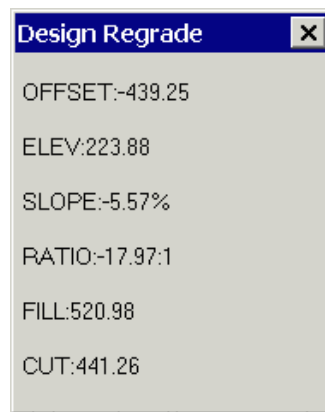 Design Regrade
OFFSET:-439.25
ELEV:223.88
SLOPE:-5.57%
RATIO:-17.97:1
FILL:520.98
CUT:441.26